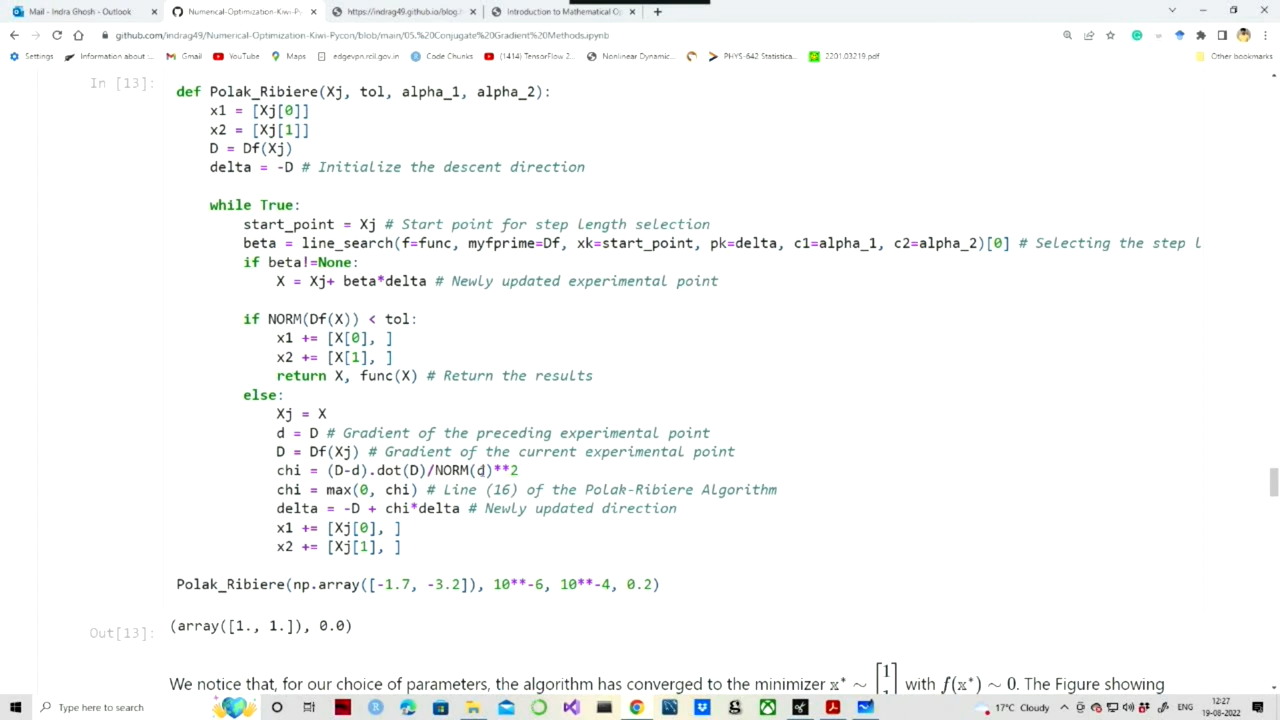 Mail - Indra Ghosh - Outlook
Numerical-Optimization-Kiwi-Py
https://indrag49.github.io/blog.h
Introduction to Mathematical Op
github.com/indrag49/Numerical-Optimization-Kiwi-Pycon/blob/main/05.%20Conjugate%20Gradient%20Methods.ipynb
Settings
Information about :...
Gmail
YouTube
Maps
edgevpn.rcil.gov.in
Code Chunks
(1414) TensorFlow 2...
Nonlinear Dynamic...
PHYS-642 Statistica...
2201.03219.pdf
Other bookmarks
In [13]:
def Polak_Ribiere(Xj, tol, alpha_1, alpha_2):
x1 = [Xj[0]]
x2 = [Xj[1]]
D = Df(Xj)
delta = -D # Initialize the descent direction
while True:
start_point = Xj # Start point for step length selection
beta = line_search(f=func, myfprime=Df, xk=start_point, pk=delta, c1=alpha_1, c2=alpha_2)[0] # Selecting the step l
if beta!=None:
X = Xj+ beta*delta # Newly updated experimental point
if NORM(Df(X)) < tol:
x1 += [X[0], ]
x2 += [X[1], ]
return X, func(X) # Return the results
else:
Xj = X
d = D # Gradient of the preceding experimental point
D = Df(Xj) # Gradient of the current experimental point
chi = (D-d).dot(D)/NORM(d)**2
chi = max(0, chi) # Line (16) of the Polak-Ribiere Algorithm
delta = -D + chi*delta # Newly updated direction
x1 += [Xj[0], ]
x2 += [Xj[1], ]
Polak_Ribiere(np.array([-1.7, -3.2]), 10**-6, 10**-4, 0.2)
Out[13]:
(array([1., 1.]), 0.0)
We notice that, for our choice of parameters, the algorithm has converged to the minimizer x* ∼ [1 1] with f(x*) ∼ 0. The Figure showing
Type here to search
17°C Cloudy
ENG
12:27
19-08-2022